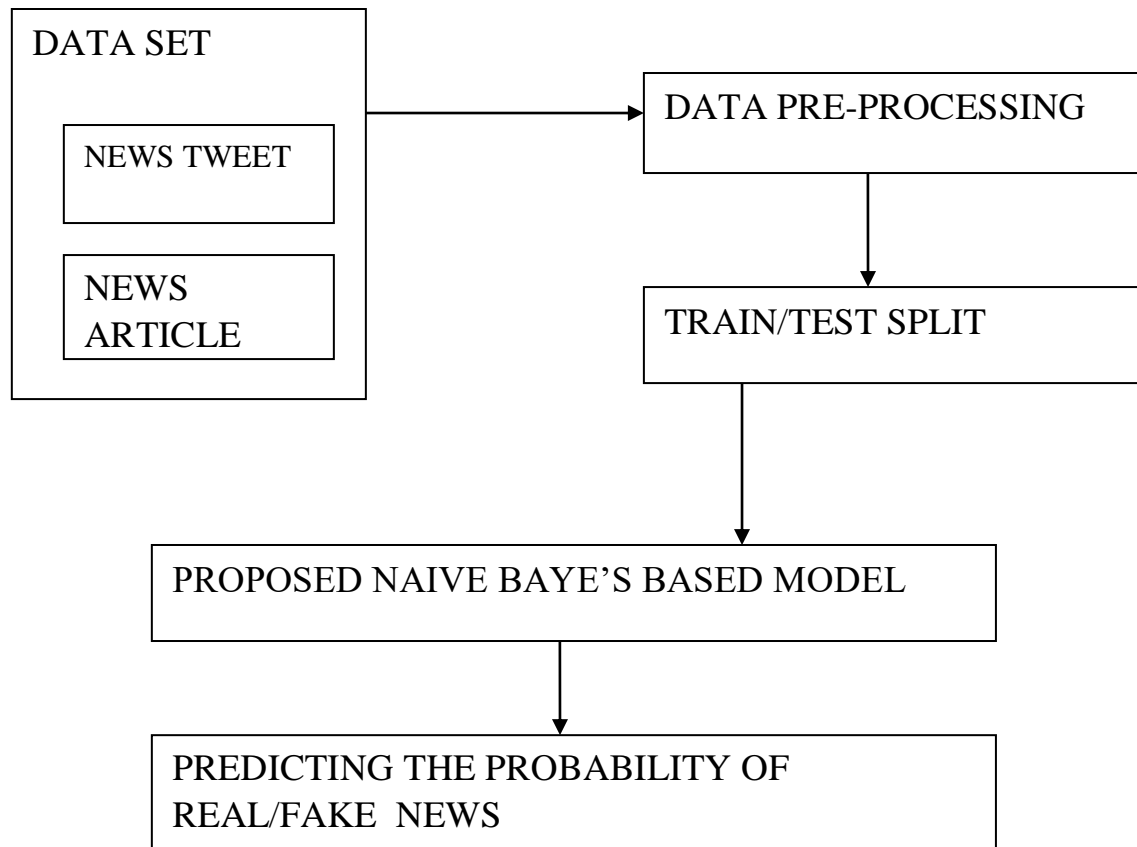 DATA SET
NEWS TWEET
NEWS
ARTICLE
DATA PRE-PROCESSING
TRAIN/TEST SPLIT
PROPOSED NAIVE BAYE’S BASED MODEL
PREDICTING THE PROBABILITY OF
REAL/FAKE  NEWS